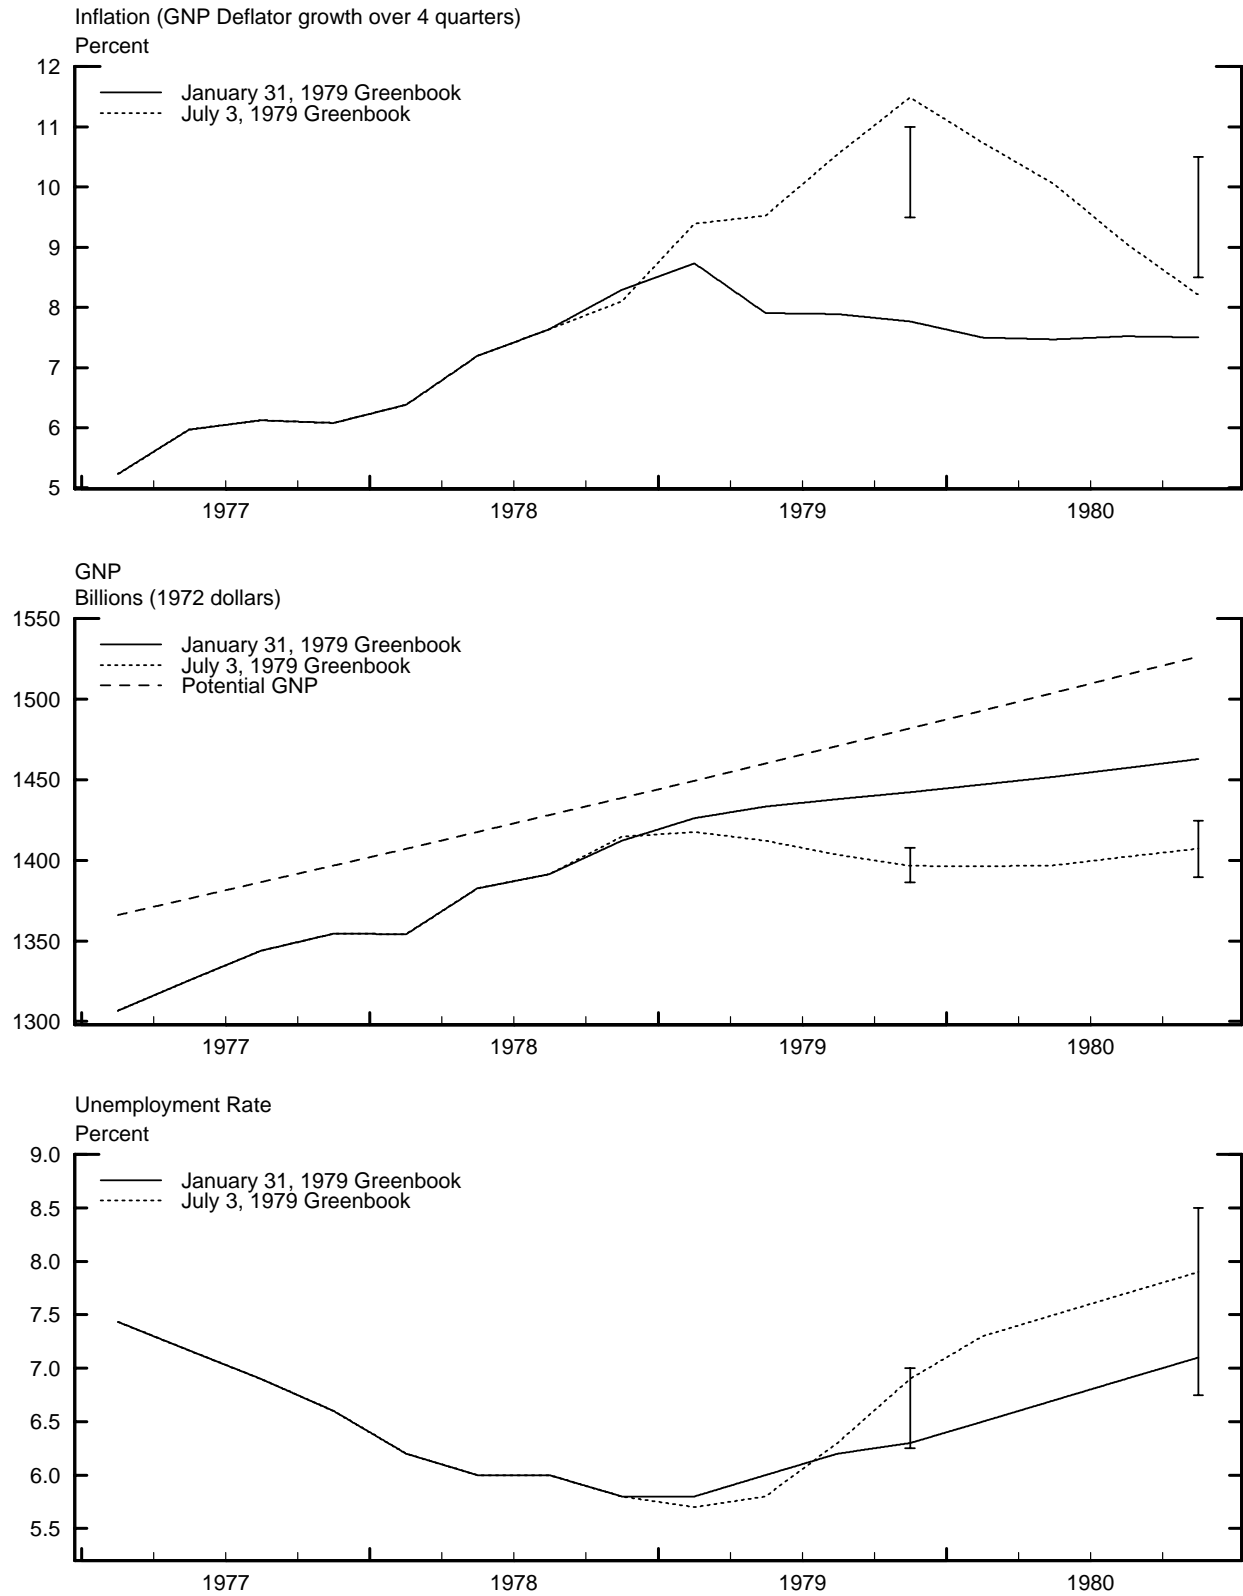 Inflation (GNP Deflator growth over 4 quarters)
Percent
12
January 31, 1979 Greenbook
July 3, 1979 Greenbook
11
10
9
8
7
6
5
1977 1978 1979 1980
GNP
Billions (1972 dollars)
1550
January 31, 1979 Greenbook
July 3, 1979 Greenbook
Potential GNP
1500
1450
1400
1350
1300
1977 1978 1979 1980
Unemployment Rate
Percent
9.0
January 31, 1979 Greenbook
July 3, 1979 Greenbook
8.5
8.0
7.5
7.0
6.5
6.0
5.5
1977 1978 1979 1980